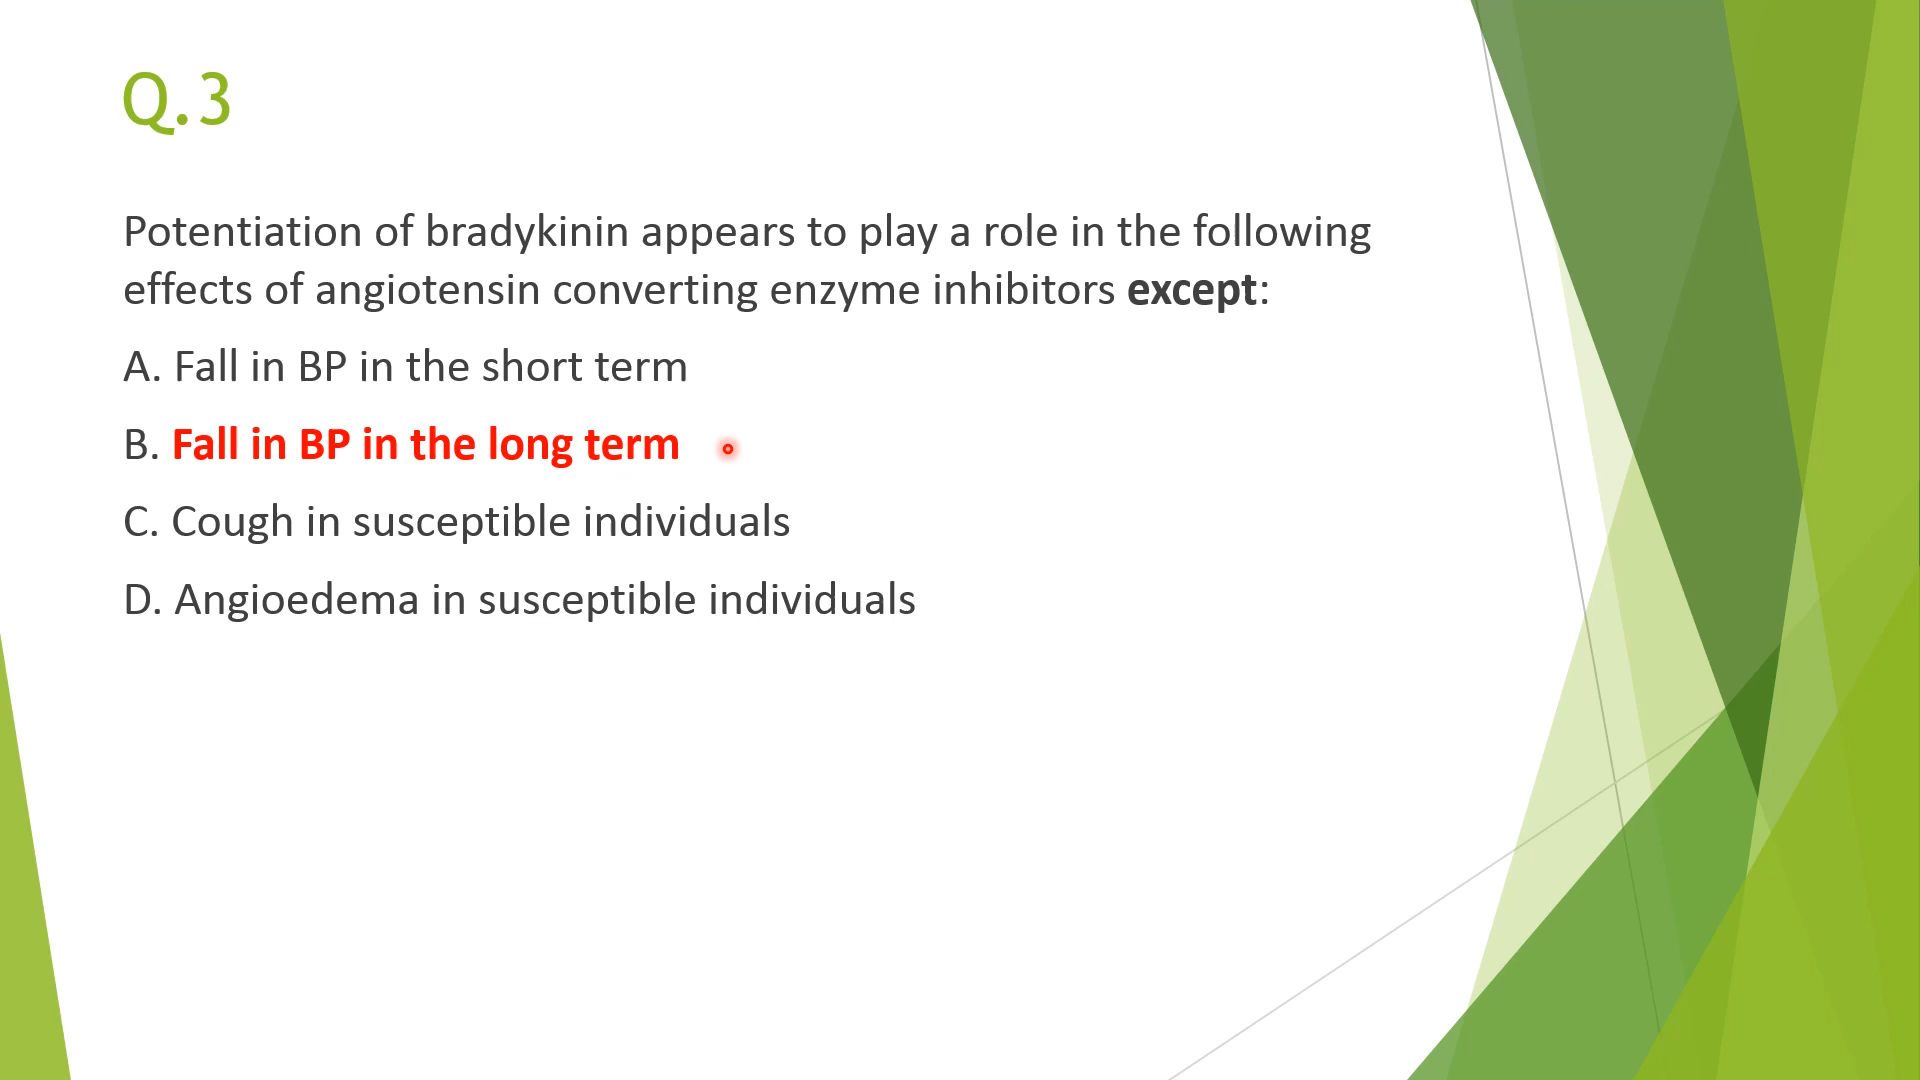 Q.3
Potentiation of bradykinin appears to play a role in the following
effects of angiotensin converting enzyme inhibitors except:
A. Fall in BP in the short term
B. Fall in BP in the long term
C. Cough in susceptible individuals
D. Angioedema in susceptible individuals